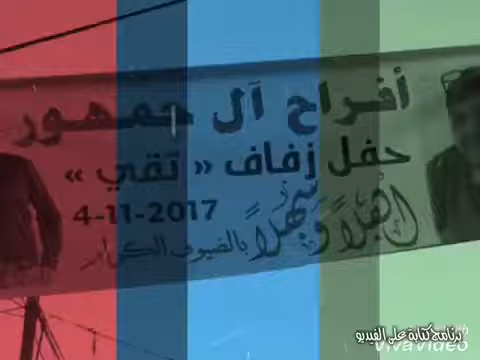 أفراح آل جمهور
حفل زفاف « تقي »
أهلاً وسهلاً
4-11-2017
بالضيوف الكرام
برنامج كتابة على الفيديو
VivaVideo